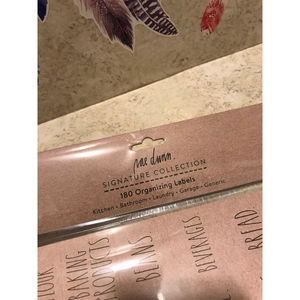 rae dunn.
SIGNATURE COLLECTION
180 Organizing Labels
Kitchen • Bathroom • Laundry • Garage • Generic
FLOUR
BAKING
PRODUCTS
BEANS
BEVERAGES
BREAD